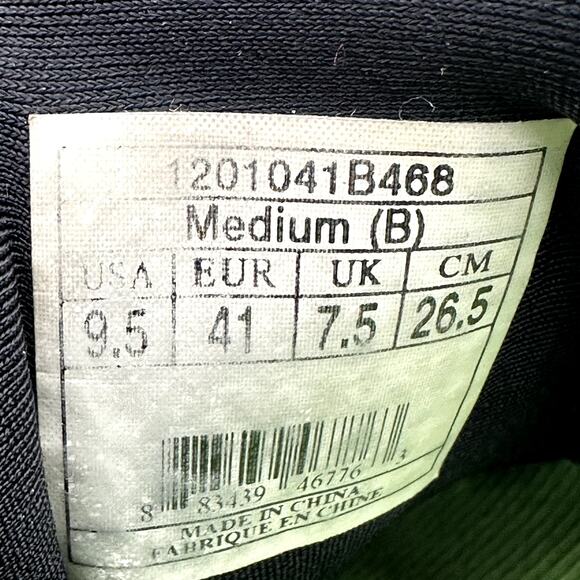 1201041B468
Medium (B)
USA EUR UK CM
9.5 41 7.5 26.5
8 83439 46776 3
MADE IN CHINA
FABRIQUE EN CHINE